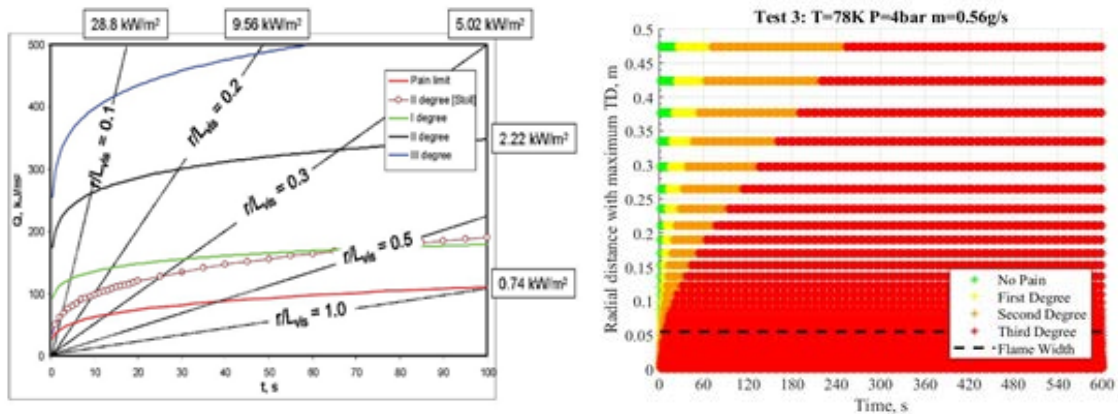 28.8 kW/m²
9.56 kW/m²
5.02 kW/m²
500
400
300
200
100
0
Q, kJ/m²
r/Lvis = 0.1
r/Lvis = 0.2
r/Lvis = 0.3
r/Lvis = 0.5
r/Lvis = 1.0
Pain limit
II degree [Stoll]
I degree
II degree
III degree
2.22 kW/m²
0.74 kW/m²
0 10 20 30 40 50 60 70 80 90 100
t, s
Test 3: T=78K P=4bar m=0.56g/s
0.5
0.45
0.4
0.35
0.3
0.25
0.2
0.15
0.1
0.05
0
Radial distance with maximum TD, m
No Pain
First Degree
Second Degree
Third Degree
Flame Width
0 60 120 180 240 300 360 420 480 540 600
Time, s